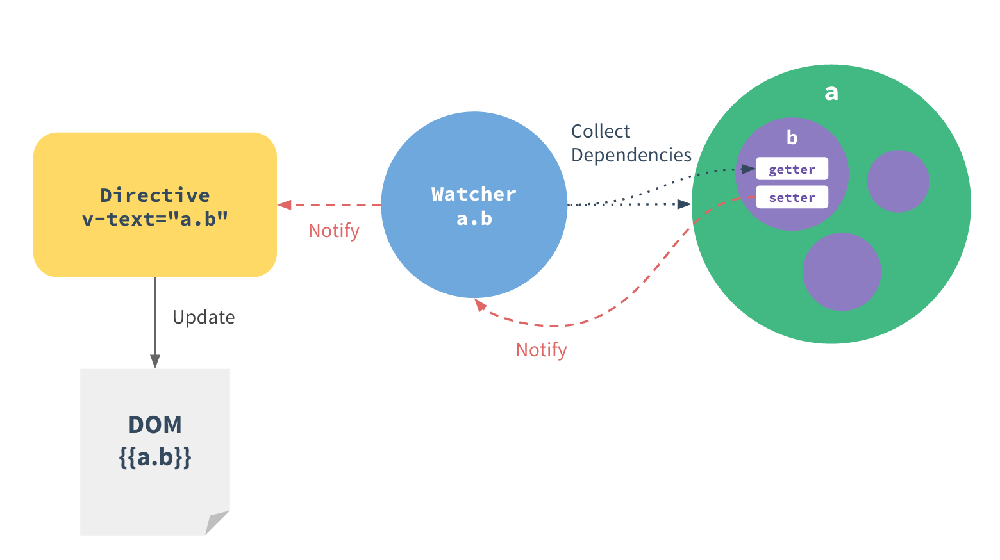 Directive
v-text="a.b"
Notify
Update
DOM
{{a.b}}
Watcher
a.b
Collect
Dependencies
Notify
a
b
getter
setter